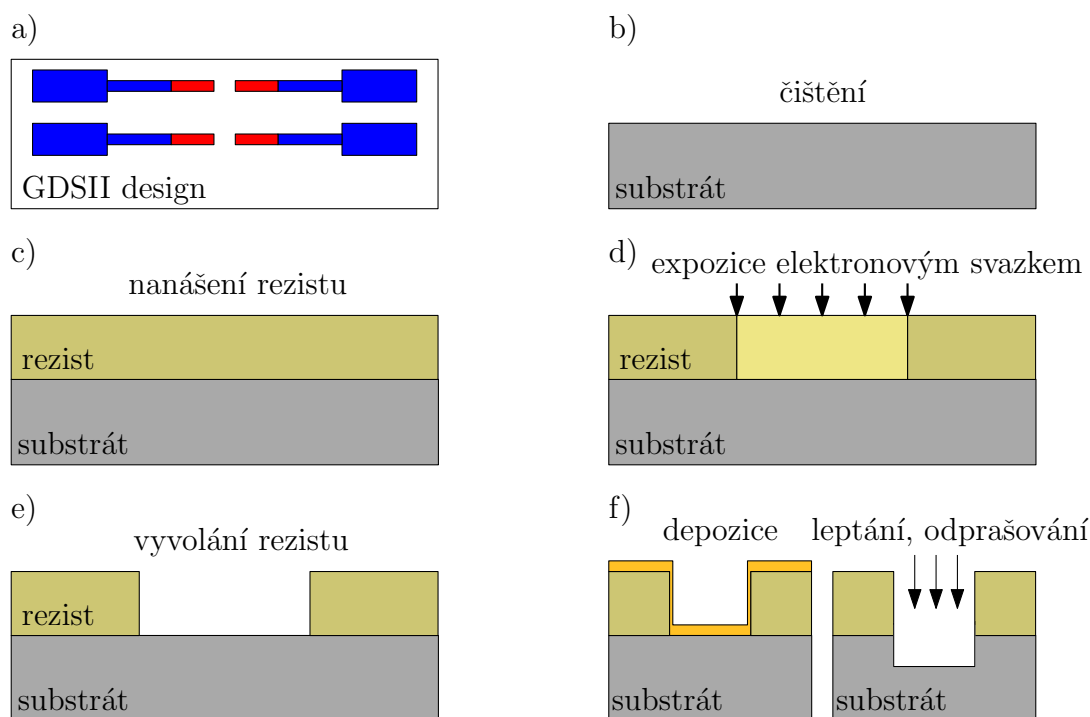 a)
GDSII design
b)
čištění
substrát
c)
nanášení rezistu
rezist
substrát
d)
expozice elektronovým svazkem
rezist
substrát
e)
vyvolání rezistu
rezist
substrát
f)
depozice
leptání, odprašování
substrát
substrát